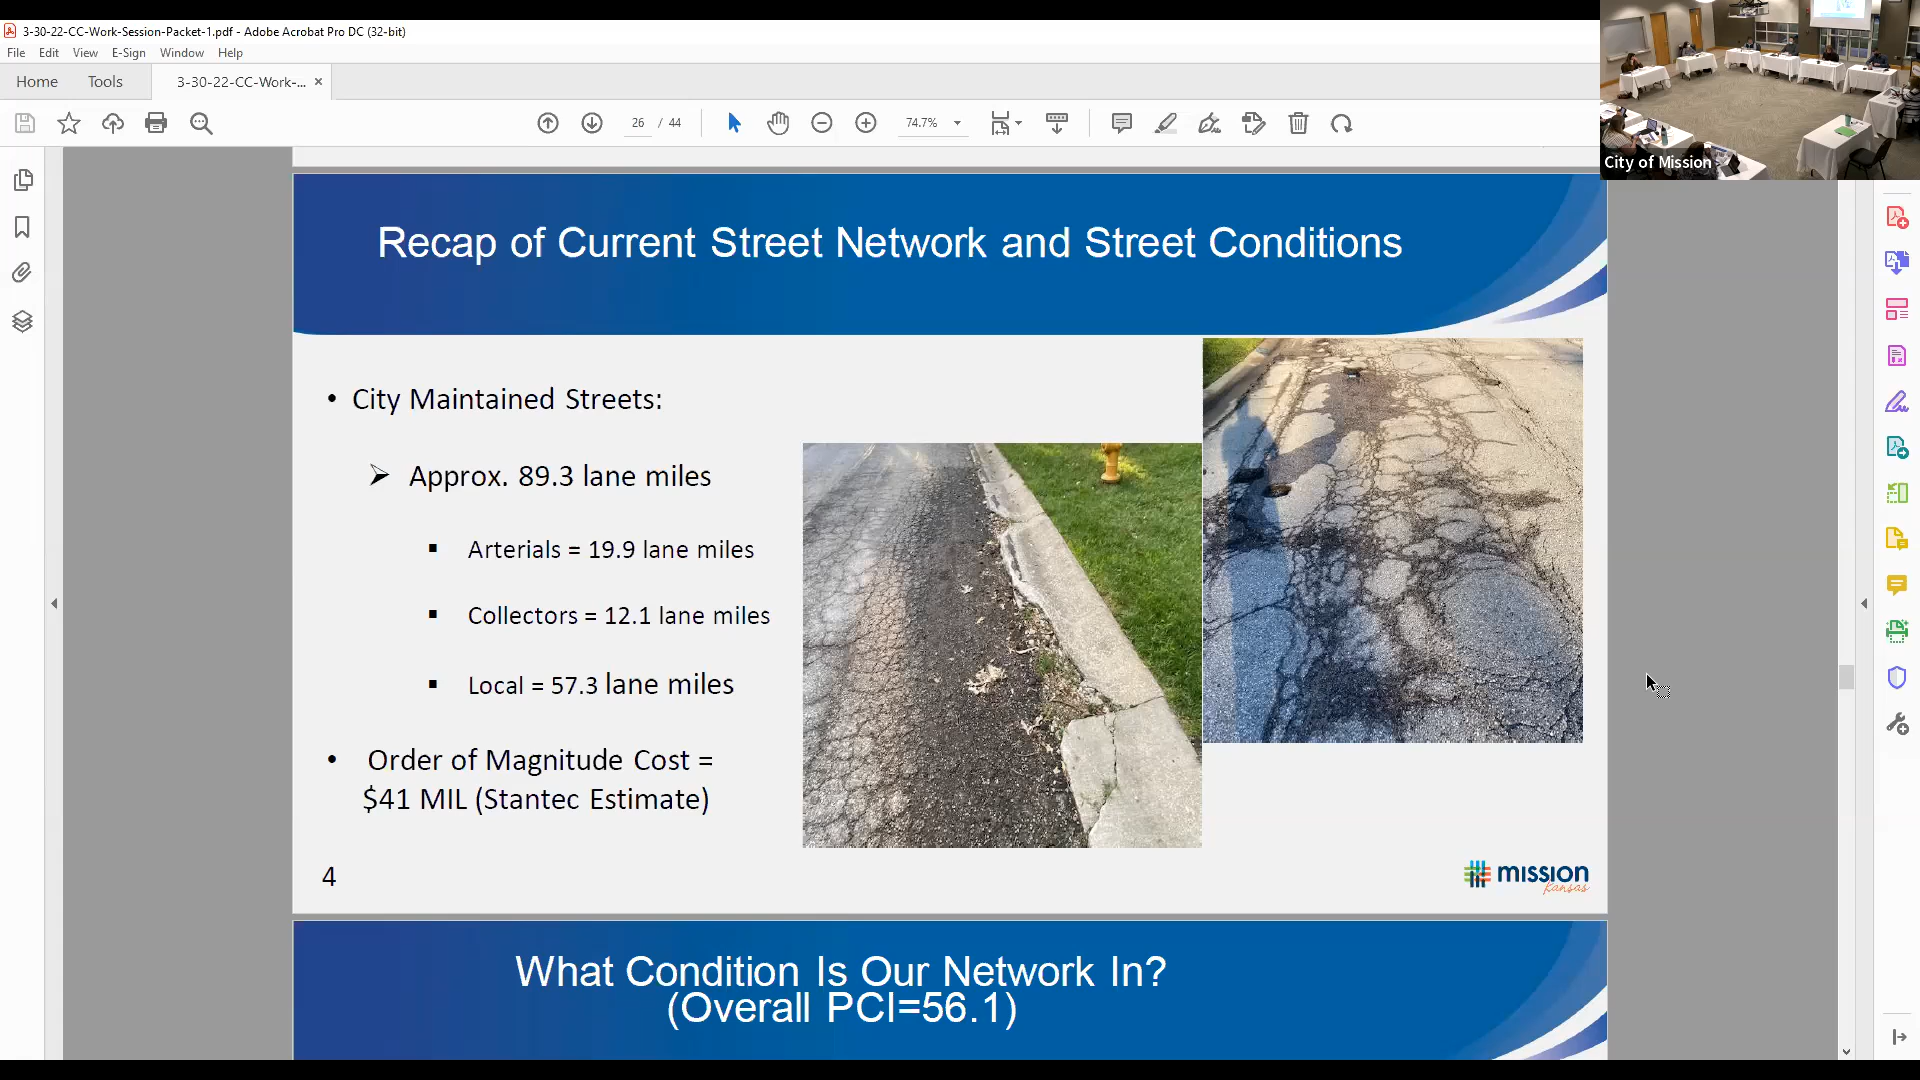 3-30-22-CC-Work-Session-Packet-1.pdf - Adobe Acrobat Pro DC (32-bit)
File Edit View E-Sign Window Help
Home Tools 3-30-22-CC-Work-... ×
26 / 44 74.7%
City of Mission
Recap of Current Street Network and Street Conditions
• City Maintained Streets:
➢ Approx. 89.3 lane miles
▪ Arterials = 19.9 lane miles
▪ Collectors = 12.1 lane miles
▪ Local = 57.3 lane miles
• Order of Magnitude Cost =
$41 MIL (Stantec Estimate)
4
mission
kansas
What Condition Is Our Network In?
(Overall PCI=56.1)